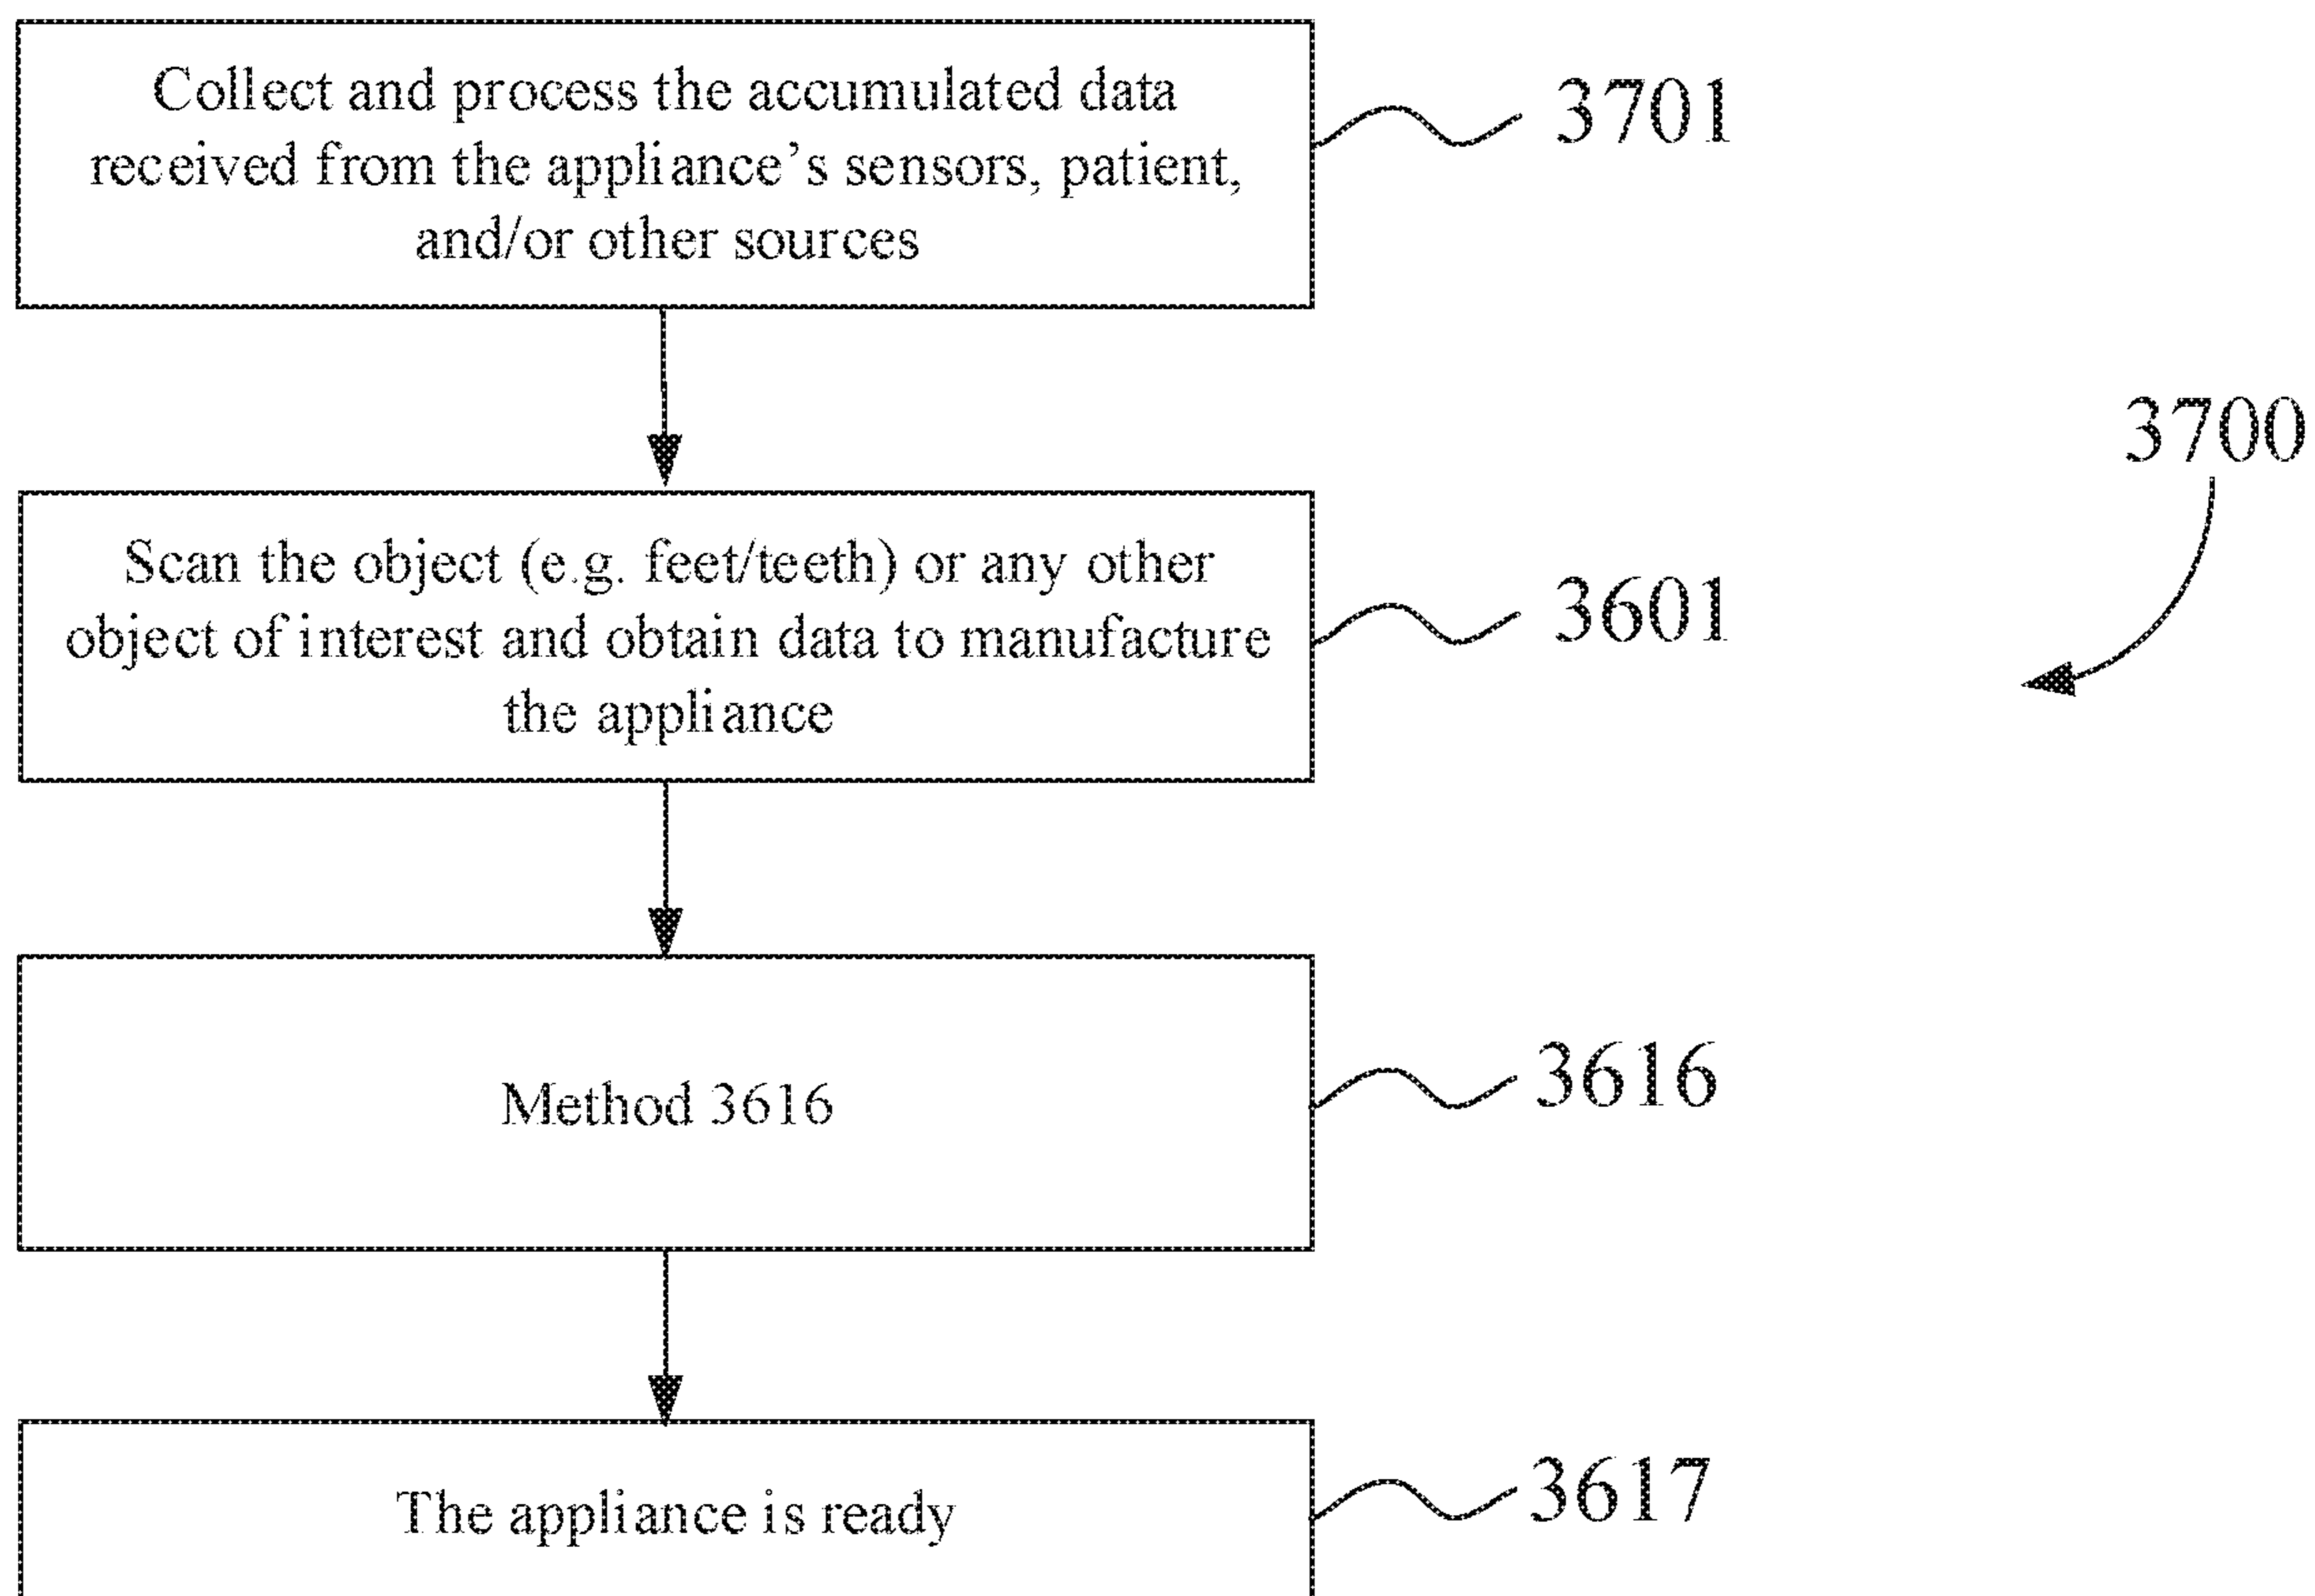 Collect and process the accumulated data
received from the appliance’s sensors, patient,
and/or other sources
3701
3700
Scan the object (e.g. feet/teeth) or any other
object of interest and obtain data to manufacture
the appliance
3601
Method 3616
3616
The appliance is ready
3617